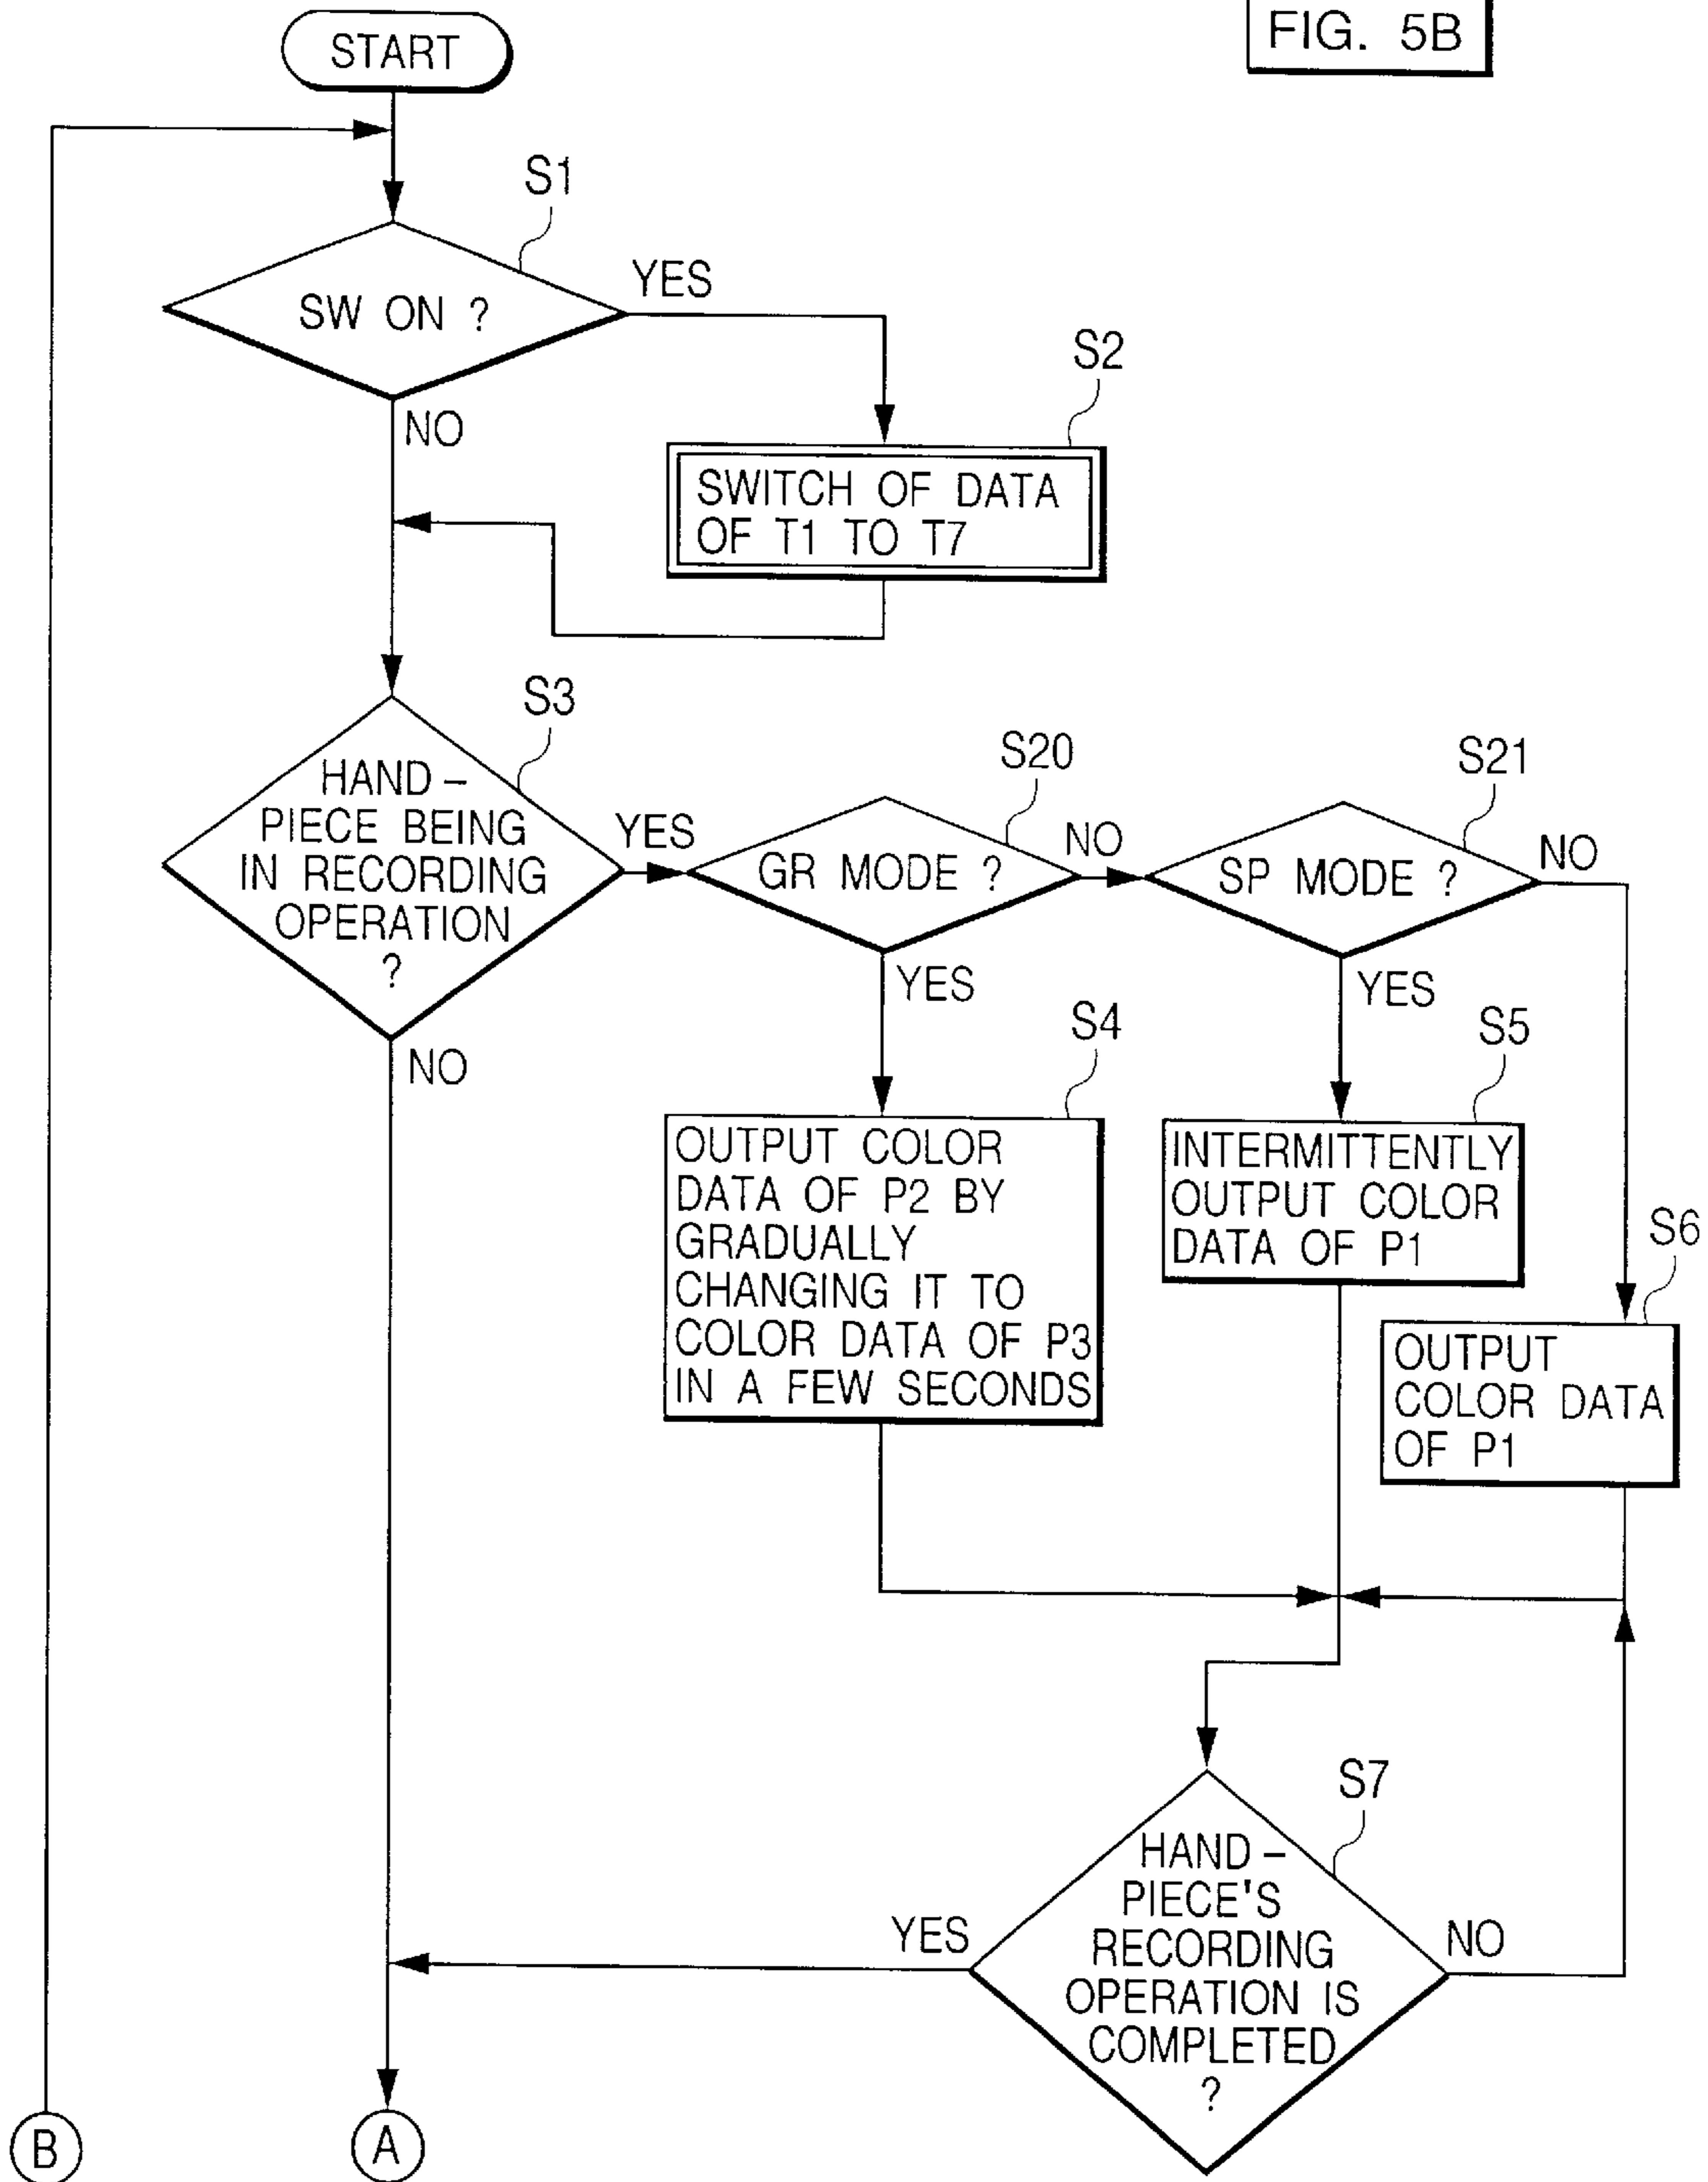 FIG. 5B
START
S1
SW ON ?
YES
NO
S2
SWITCH OF DATA
OF T1 TO T7
S3
HAND-
PIECE BEING
IN RECORDING
OPERATION
?
YES
NO
S20
GR MODE ?
NO
YES
S21
SP MODE ?
NO
YES
S4
OUTPUT COLOR
DATA OF P2 BY
GRADUALLY
CHANGING IT TO
COLOR DATA OF P3
IN A FEW SECONDS
S5
INTERMITTENTLY
OUTPUT COLOR
DATA OF P1
S6
OUTPUT
COLOR DATA
OF P1
S7
HAND-
PIECE'S
RECORDING
OPERATION IS
COMPLETED
?
YES
NO
B
A